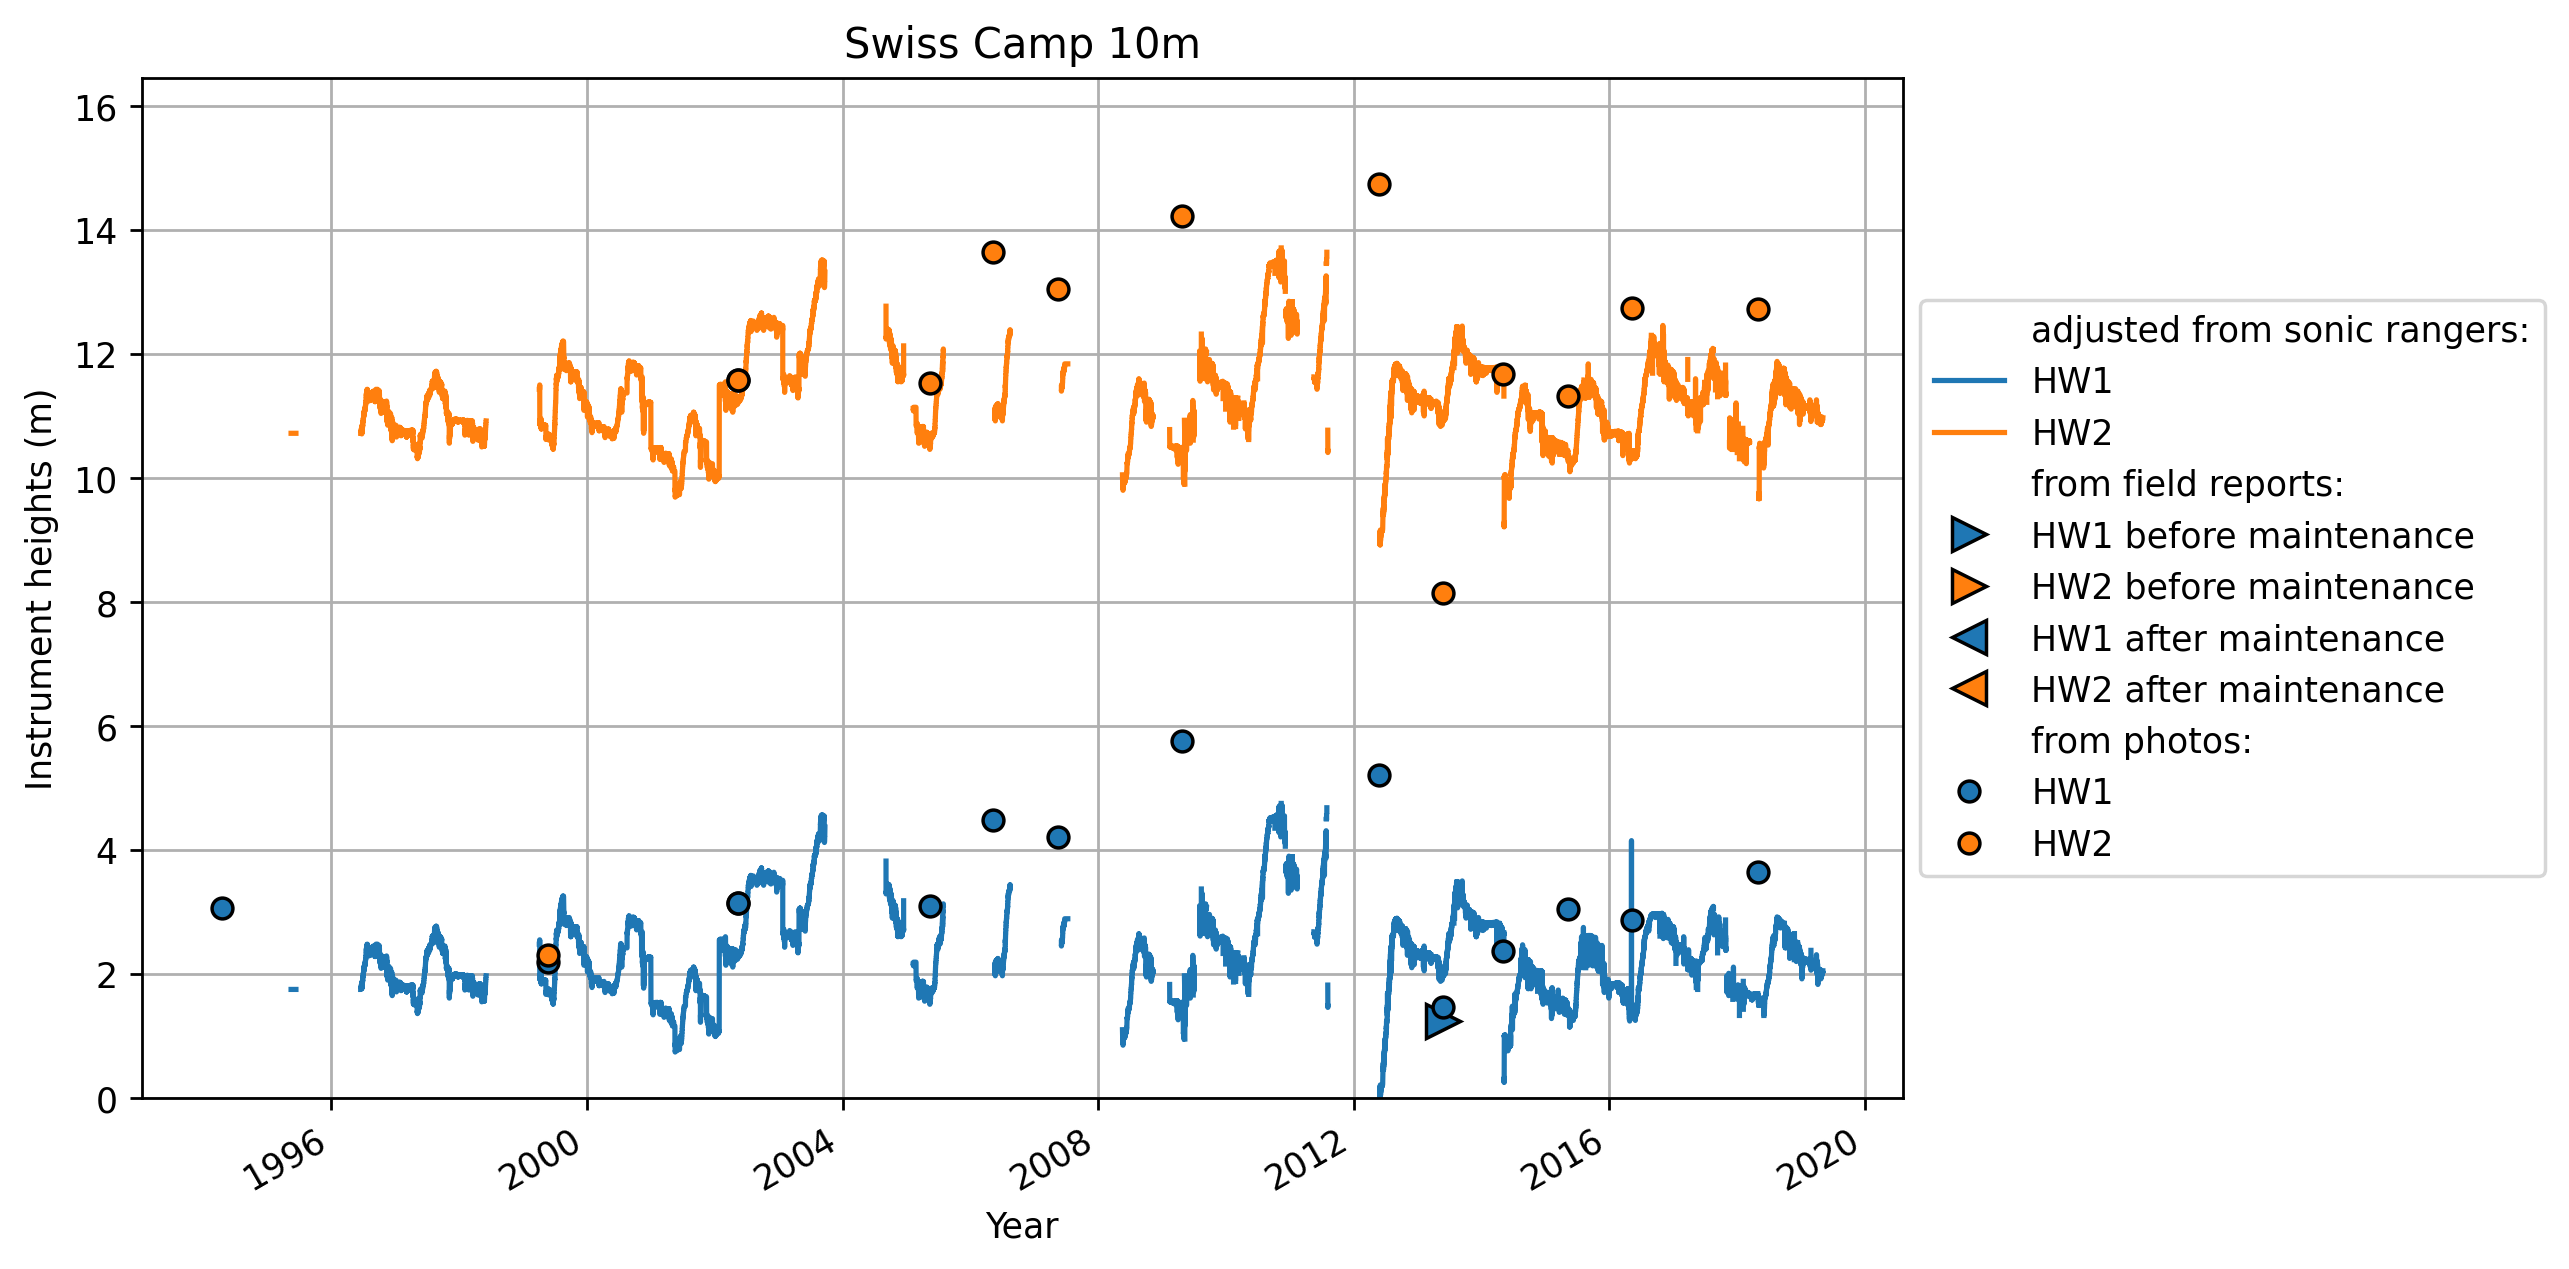 Swiss Camp 10m
16
14
12
10
8
6
4
2
0
Instrument heights (m)
1996
2000
2004
2008
2012
2016
2020
Year
adjusted from sonic rangers:
HW1
HW2
from field reports:
HW1 before maintenance
HW2 before maintenance
HW1 after maintenance
HW2 after maintenance
from photos:
HW1
HW2